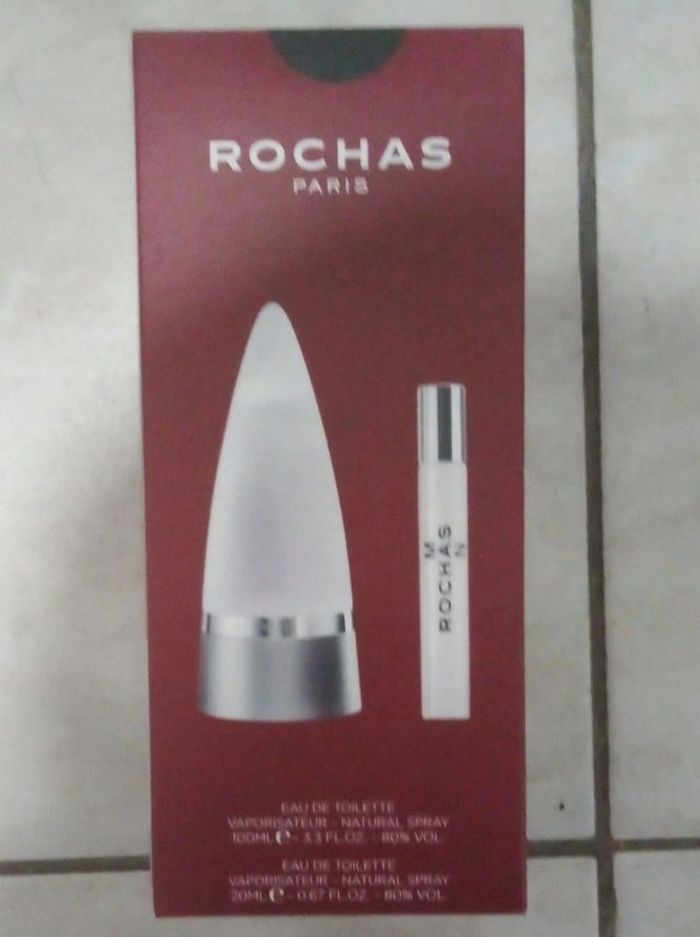 ROCHAS
PARIS
M
ROCHAS
N
EAU DE TOILETTE
VAPORISATEUR - NATURAL SPRAY
100ML ℮ - 3.3 FL.OZ. - 80% VOL.
EAU DE TOILETTE
VAPORISATEUR - NATURAL SPRAY
20ML ℮ - 0.67 FL.OZ. - 80% VOL.